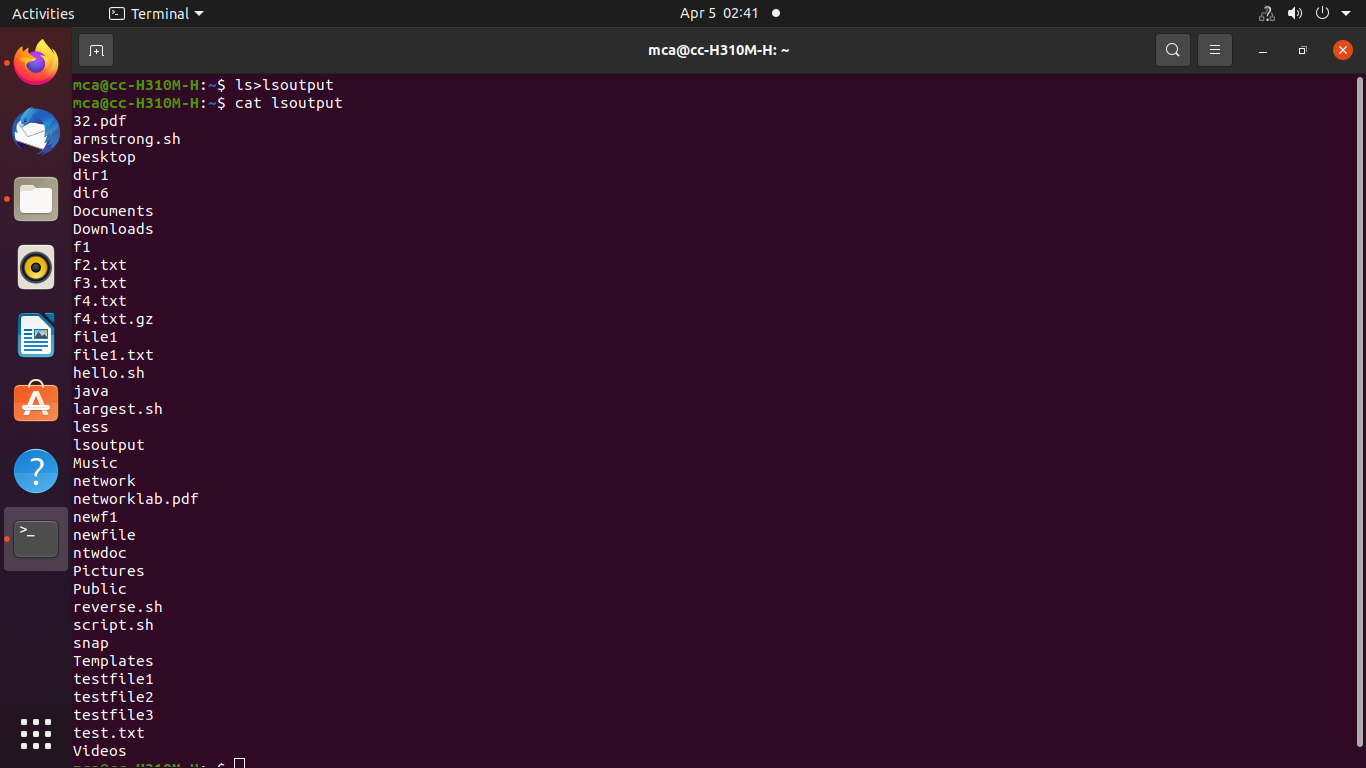 Activities Terminal Apr 5 02:41
mca@cc-H310M-H: ~
mca@cc-H310M-H:~$ ls>lsoutput
mca@cc-H310M-H:~$ cat lsoutput
32.pdf
armstrong.sh
Desktop
dir1
dir6
Documents
Downloads
f1
f2.txt
f3.txt
f4.txt
f4.txt.gz
file1
file1.txt
hello.sh
java
largest.sh
less
lsoutput
Music
network
networklab.pdf
newf1
newfile
ntwdoc
Pictures
Public
reverse.sh
script.sh
snap
Templates
testfile1
testfile2
testfile3
test.txt
Videos
mca@cc-H310M-H:~$